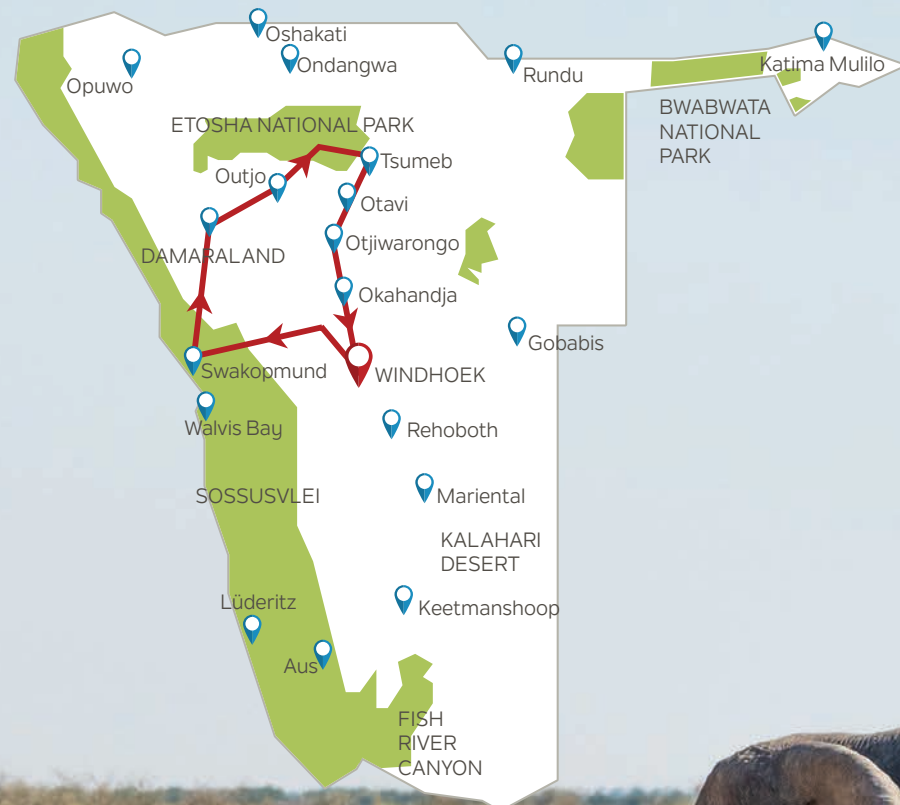 Oshakati
Ondangwa
Opuwo
Rundu
Katima Mulilo
BWABWATA
NATIONAL
PARK
ETOSHA NATIONAL PARK
Tsumeb
Outjo
Otavi
Otjiwarongo
DAMARALAND
Okahandja
Gobabis
Swakopmund
WINDHOEK
Walvis Bay
Rehoboth
SOSSUSVLEI
Mariental
KALAHARI
DESERT
Lüderitz
Keetmanshoop
Aus
FISH
RIVER
CANYON